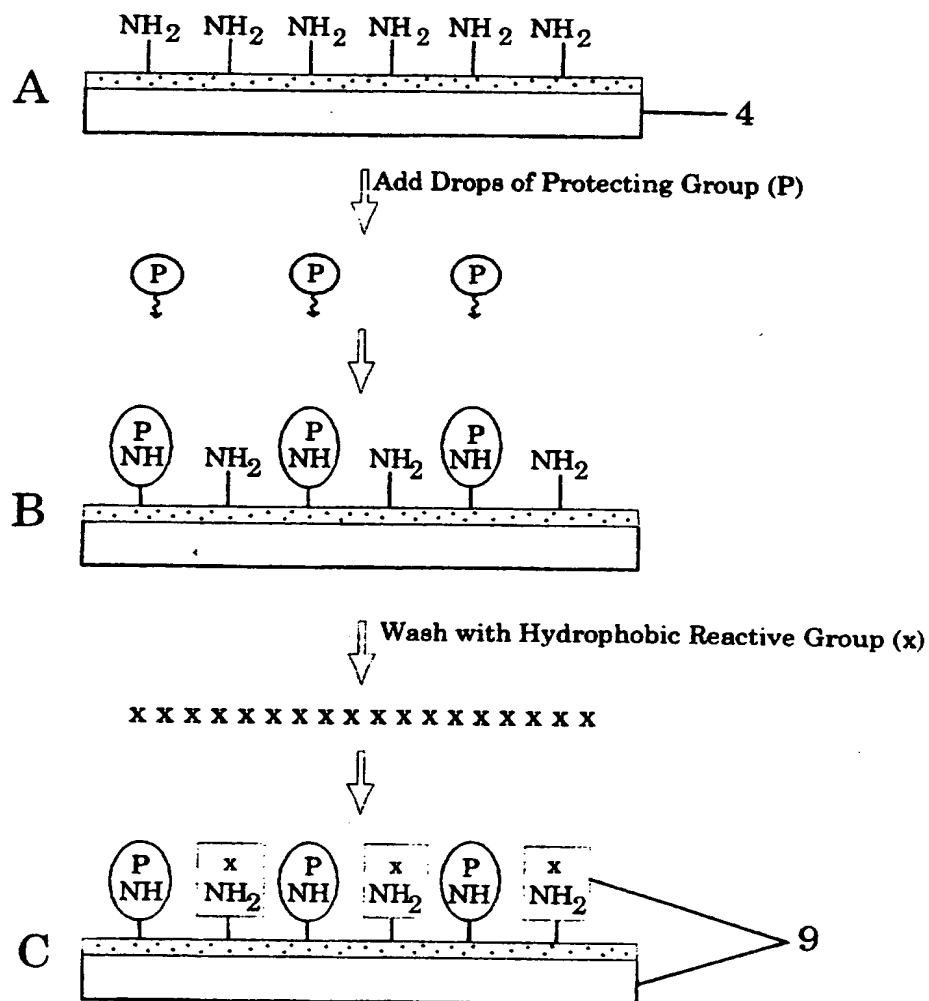 NH2 NH2 NH2 NH2 NH2 NH2
A
4
Add Drops of Protecting Group (P)
P P P
P P P
NH NH2 NH NH2 NH NH2
B
Wash with Hydrophobic Reactive Group (x)
x x x x x x x x x x x x x x x x x x
P x P x P x
NH NH2 NH NH2 NH NH2
C
9